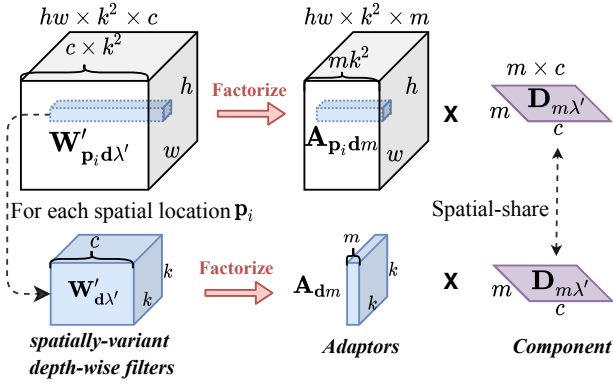 hw × k² × c
hw × k² × m
c × k²
mk²
m × c
h
h
Factorize
W′ₚᵢdλ′
Aₚᵢdm
X
m
Dmλ′
c
w
w
For each spatial location pᵢ
Spatial-share
c
m
Factorize
W′dλ′
k
k
Adm
k
k
X
m
Dmλ′
c
spatially-variant
depth-wise filters
Adaptors
Component